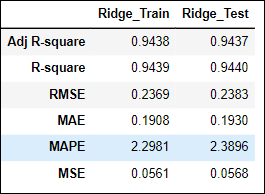 Ridge_Train Ridge_Test
Adj R-square 0.9438 0.9437
R-square 0.9439 0.9440
RMSE 0.2369 0.2383
MAE 0.1908 0.1930
MAPE 2.2981 2.3896
MSE 0.0561 0.0568